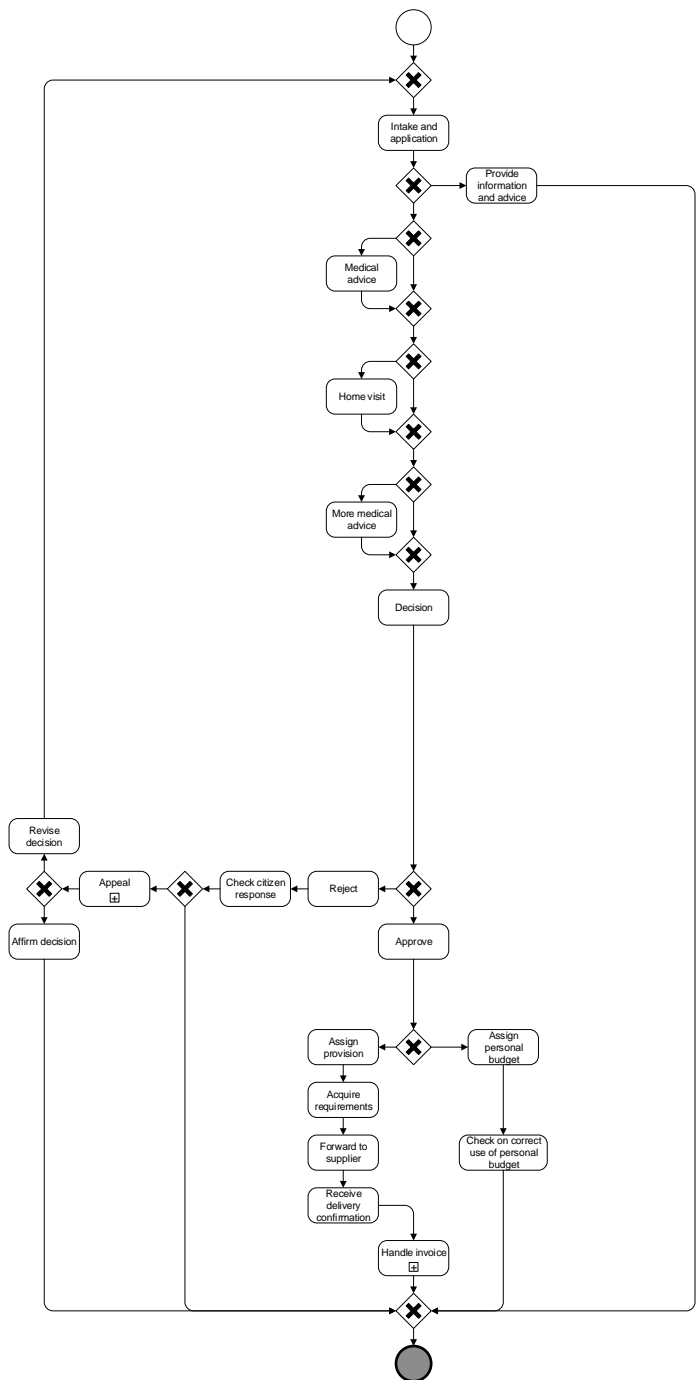 Intake and
application
Provide
information
and advice
Medical
advice
Home visit
More medical
advice
Decision
Revise
decision
Appeal
Check citizen
response
Reject
Affirm decision
Approve
Assign
provision
Assign
personal
budget
Acquire
requirements
Forward to
supplier
Check on correct
use of personal
budget
Receive
delivery
confirmation
Handle invoice